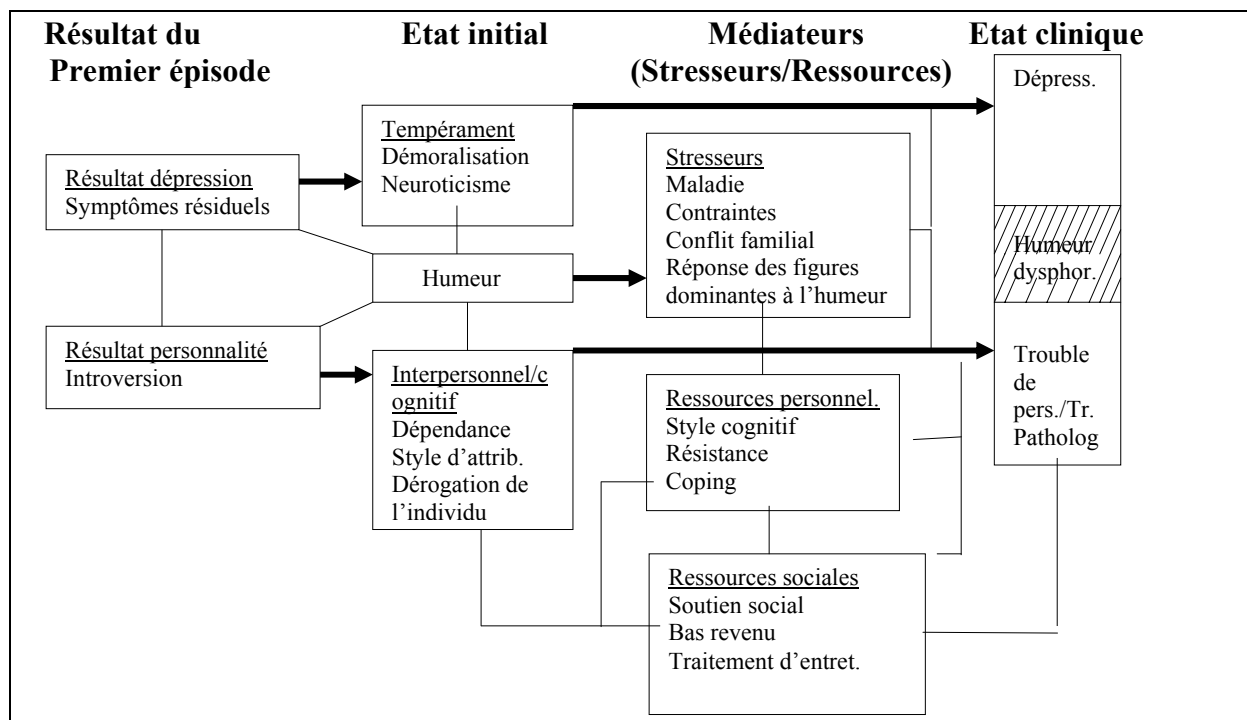 Résultat du
Premier épisode
Etat initial
Médiateurs
(Stresseurs/Ressources)
Etat clinique
Résultat dépression
Symptômes résiduels
Résultat personnalité
Introversion
Tempérament
Démoralisation
Neuroticisme
Humeur
Interpersonnel/c
ognitif
Dépendance
Style d’attrib.
Dérogation de
l’individu
Stresseurs
Maladie
Contraintes
Conflit familial
Réponse des figures
dominantes à l’humeur
Ressources personnel.
Style cognitif
Résistance
Coping
Ressources sociales
Soutien social
Bas revenu
Traitement d’entret.
Dépress.
Humeur
dysphor.
Trouble
de
pers./Tr.
Patholog